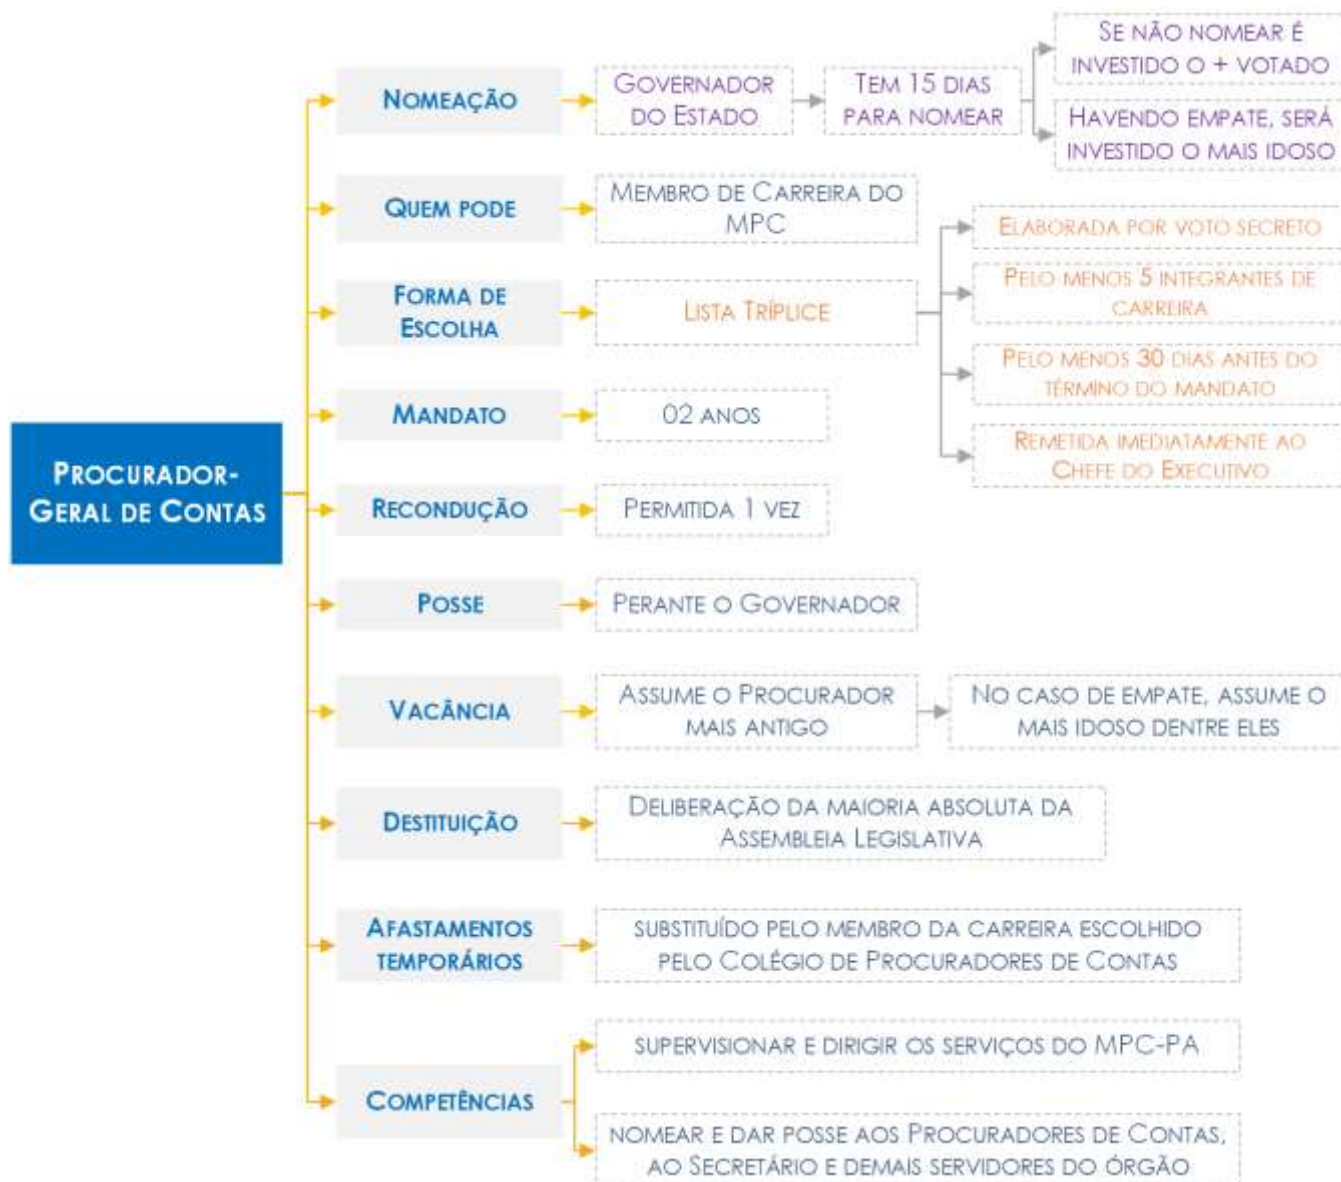 PROCURADOR-
GERAL DE CONTAS
NOMEAÇÃO
GOVERNADOR
DO ESTADO
TEM 15 DIAS
PARA NOMEAR
SE NÃO NOMEAR É
INVESTIDO O + VOTADO
HAVENDO EMPATE, SERÁ
INVESTIDO O MAIS IDOSO
QUEM PODE
MEMBRO DE CARREIRA DO
MPC
FORMA DE
ESCOLHA
LISTA TRÍPLICE
ELABORADA POR VOTO SECRETO
PELO MENOS 5 INTEGRANTES DE
CARREIRA
PELO MENOS 30 DIAS ANTES DO
TÉRMINO DO MANDATO
REMETIDA IMEDIATAMENTE AO
CHEFE DO EXECUTIVO
MANDATO
02 ANOS
RECONDUÇÃO
PERMITIDA 1 VEZ
POSSE
PERANTE O GOVERNADOR
VACÂNCIA
ASSUME O PROCURADOR
MAIS ANTIGO
NO CASO DE EMPATE, ASSUME O
MAIS IDOSO DENTRE ELES
DESTITUIÇÃO
DELIBERAÇÃO DA MAIORIA ABSOLUTA DA
ASSEMBLEIA LEGISLATIVA
AFASTAMENTOS
TEMPORÁRIOS
SUBSTITUÍDO PELO MEMBRO DA CARREIRA ESCOLHIDO
PELO COLÉGIO DE PROCURADORES DE CONTAS
COMPETÊNCIAS
SUPERVISIONAR E DIRIGIR OS SERVIÇOS DO MPC-PA
NOMEAR E DAR POSSE AOS PROCURADORES DE CONTAS,
AO SECRETÁRIO E DEMAIS SERVIDORES DO ÓRGÃO